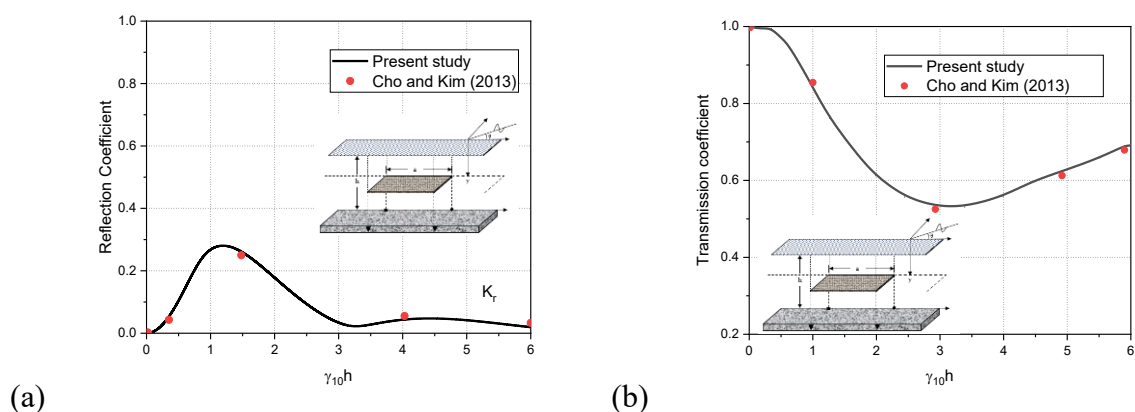 1.0
0.8
0.6
0.4
0.2
0.0
Reflection Coefficient
Present study
Cho and Kim (2013)
a
h
y
K_r
0 1 2 3 4 5 6
γ₁₀h
(a)
1.0
0.8
0.6
0.4
0.2
Transmission coefficient
Present study
Cho and Kim (2013)
a
h
y
0 1 2 3 4 5 6
γ₁₀h
(b)